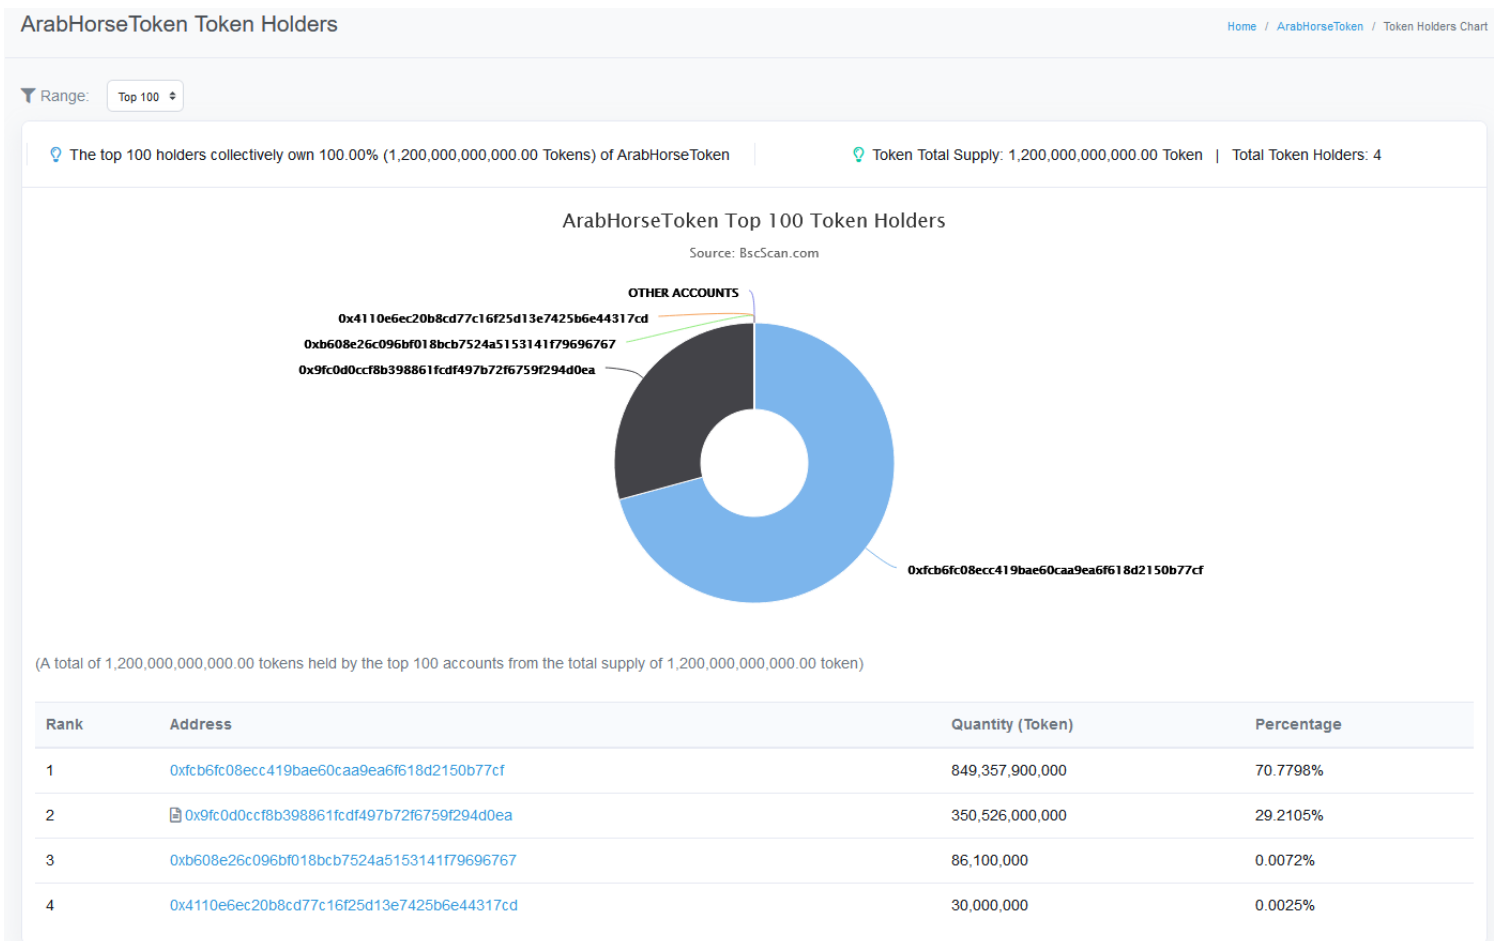 ArabHorseToken Token Holders
Home / ArabHorseToken / Token Holders Chart
Range: Top 100
The top 100 holders collectively own 100.00% (1,200,000,000,000.00 Tokens) of ArabHorseToken
Token Total Supply: 1,200,000,000,000.00 Token | Total Token Holders: 4
ArabHorseToken Top 100 Token Holders
Source: BscScan.com
OTHER ACCOUNTS
0x4110e6ec20b8cd77c16f25d13e7425b6e44317cd
0xb608e26c096bf018bcb7524a5153141f79696767
0x9fc0d0ccf8b398861fcdf497b72f6759f294d0ea
0xfcb6fc08ecc419bae60caa9ea6f618d2150b77cf
(A total of 1,200,000,000,000.00 tokens held by the top 100 accounts from the total supply of 1,200,000,000,000.00 token)
Rank Address Quantity (Token) Percentage
1 0xfcb6fc08ecc419bae60caa9ea6f618d2150b77cf 849,357,900,000 70.7798%
2 0x9fc0d0ccf8b398861fcdf497b72f6759f294d0ea 350,526,000,000 29.2105%
3 0xb608e26c096bf018bcb7524a5153141f79696767 86,100,000 0.0072%
4 0x4110e6ec20b8cd77c16f25d13e7425b6e44317cd 30,000,000 0.0025%